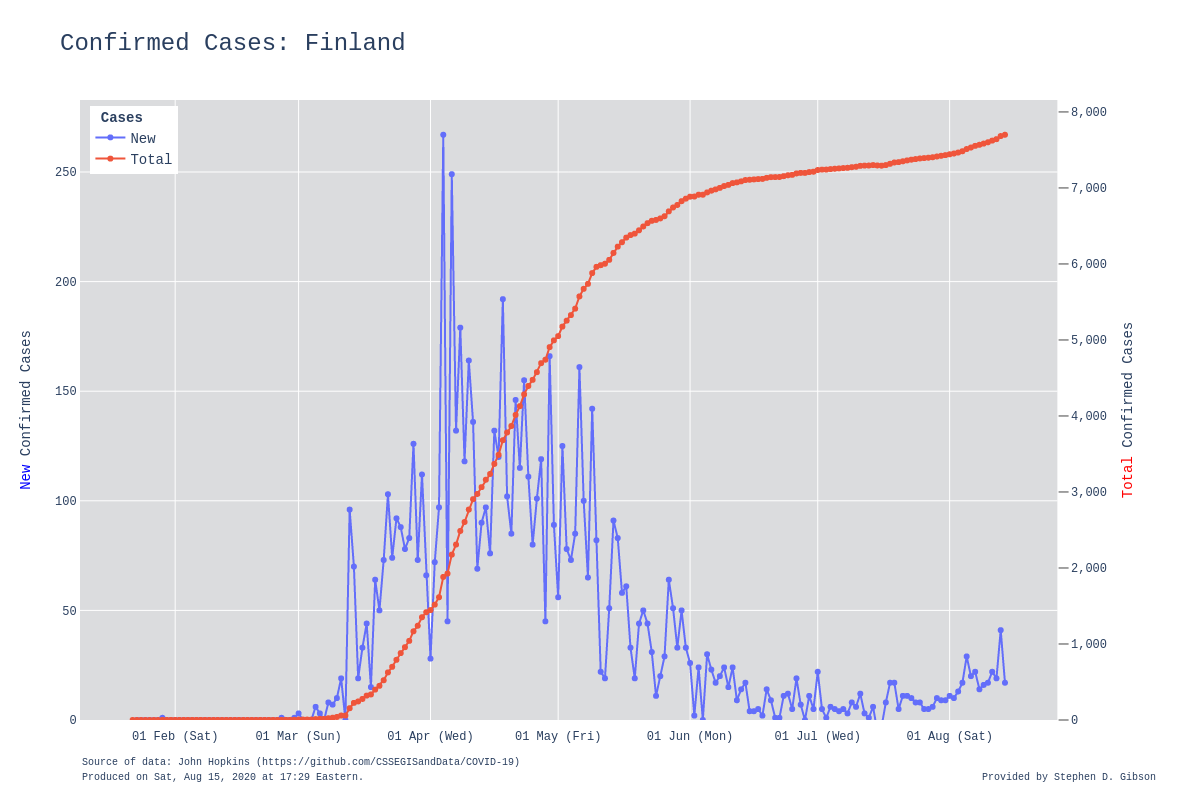 Confirmed Cases: Finland
Cases
New
Total
250
200
150
100
50
0
8,000
7,000
6,000
5,000
4,000
3,000
2,000
1,000
0
New Confirmed Cases
Total Confirmed Cases
01 Feb (Sat)
01 Mar (Sun)
01 Apr (Wed)
01 May (Fri)
01 Jun (Mon)
01 Jul (Wed)
01 Aug (Sat)
Source of data: John Hopkins (https://github.com/CSSEGISandData/COVID-19)
Produced on Sat, Aug 15, 2020 at 17:29 Eastern.
Provided by Stephen D. Gibson